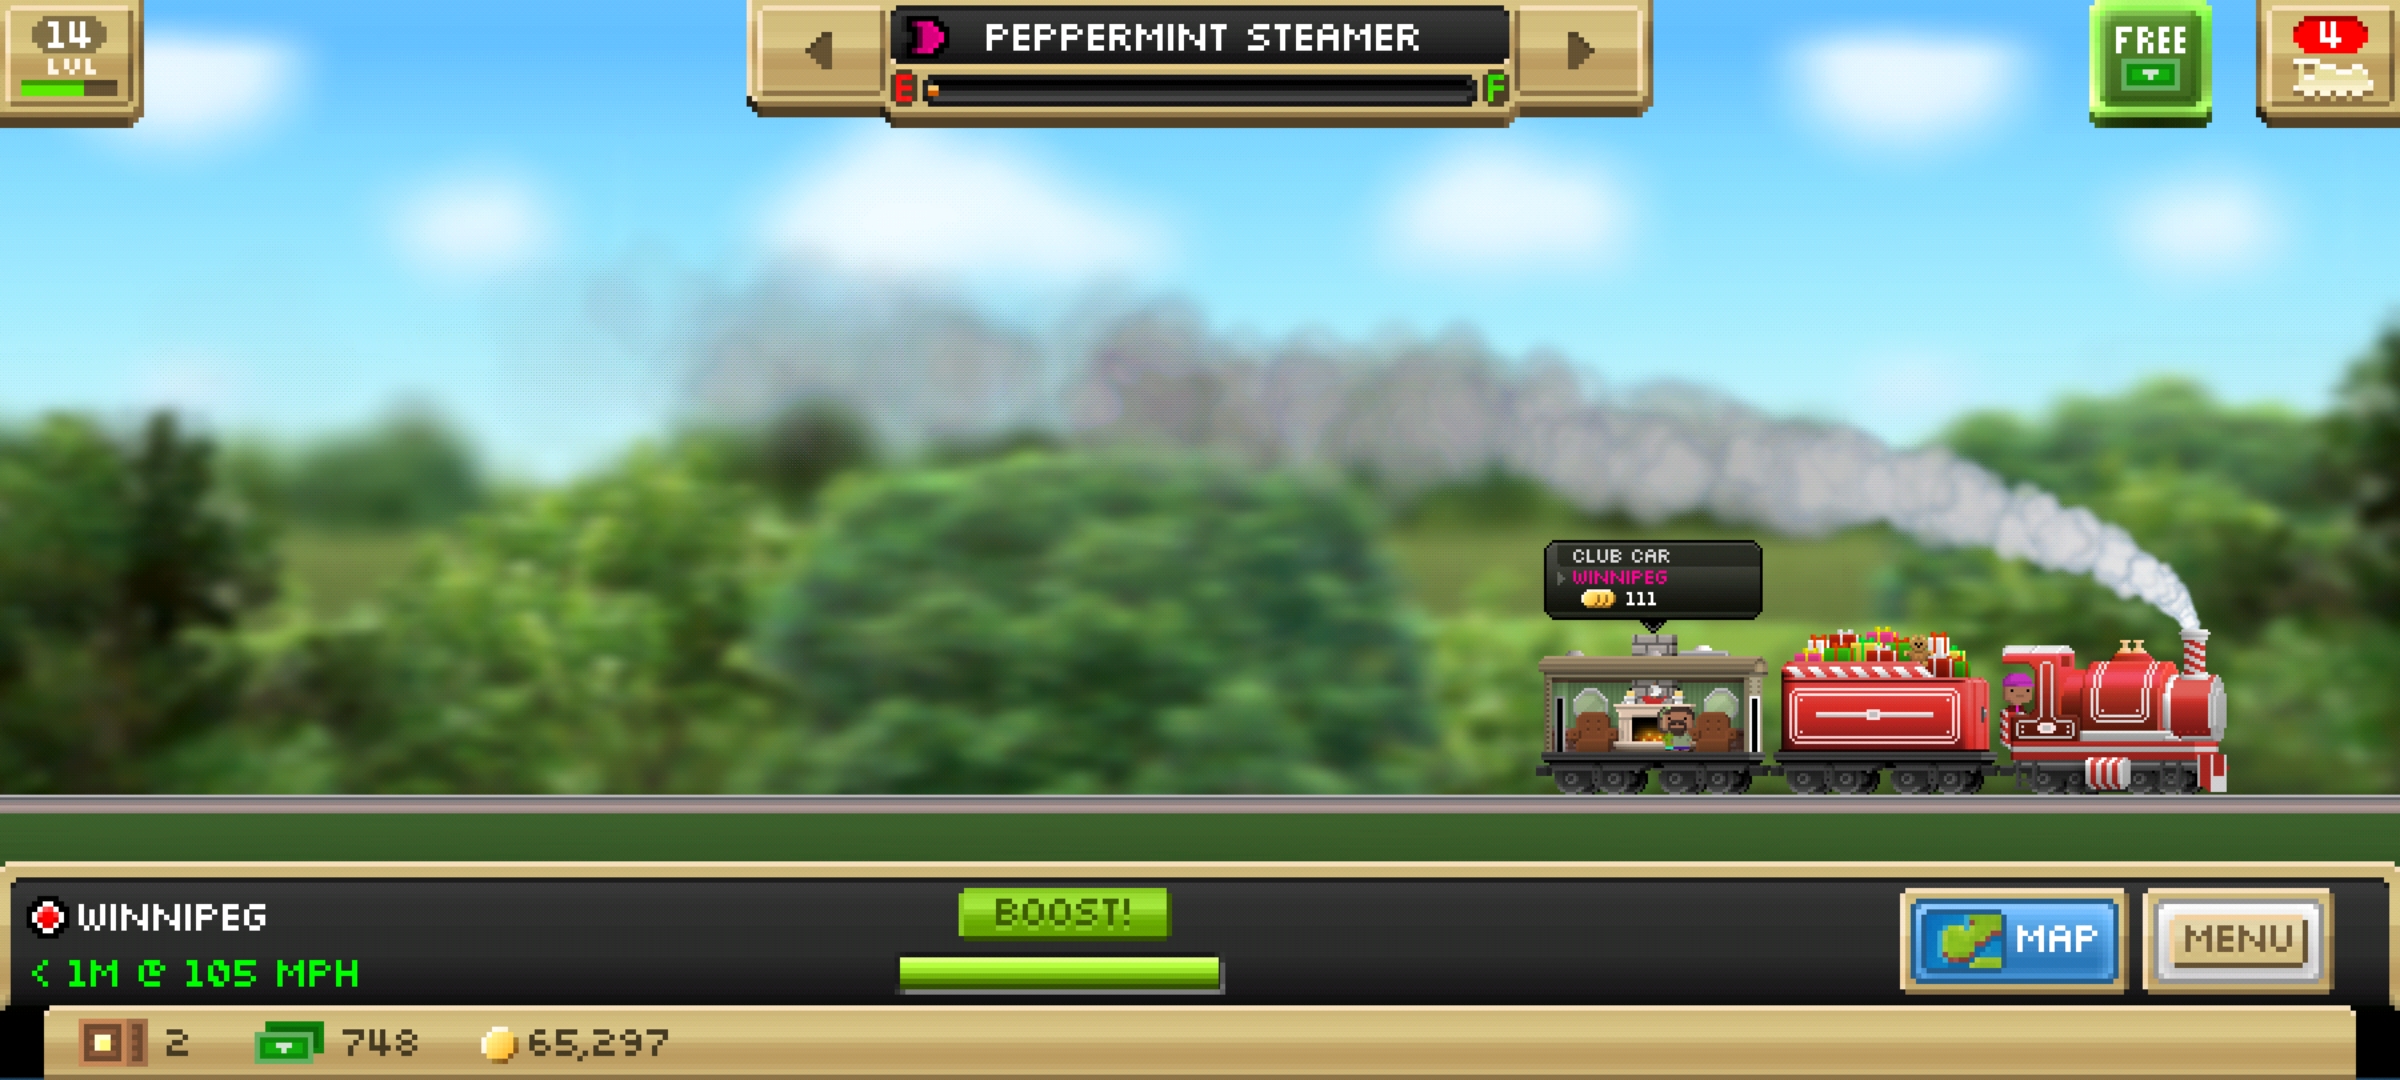 14
LVL
PEPPERMINT STEAMER
E F
FREE
4
CLUB CAR
WINNIPEG
111
WINNIPEG
< 1M @ 105 MPH
BOOST!
MAP
MENU
2
748
65,297